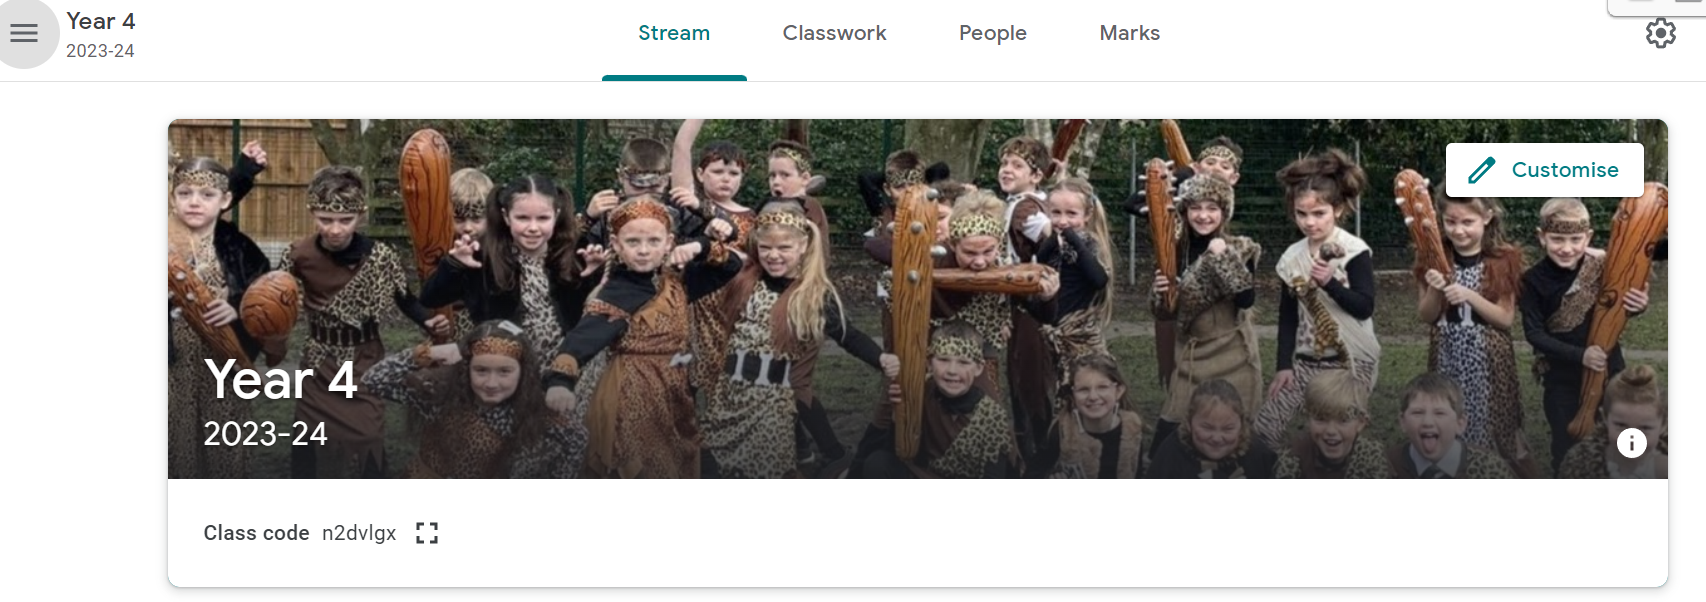 Year 4
2023-24
Stream
Classwork
People
Marks
Customise
Year 4
2023-24
Class code n2dvlgx